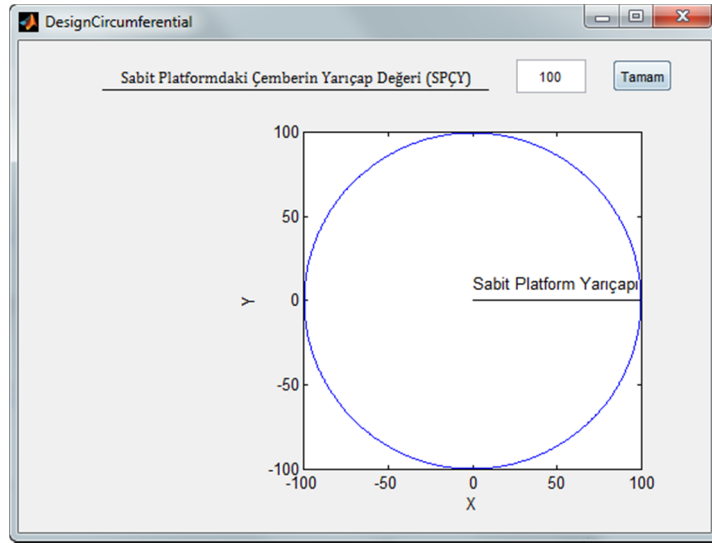 DesignCircumferential
Sabit Platformdaki Çemberin Yarıçap Değeri (SPÇY)
100
Tamam
100
50
0
-50
-100
Y
Sabit Platform Yarıçapı
-100
-50
0
50
100
X